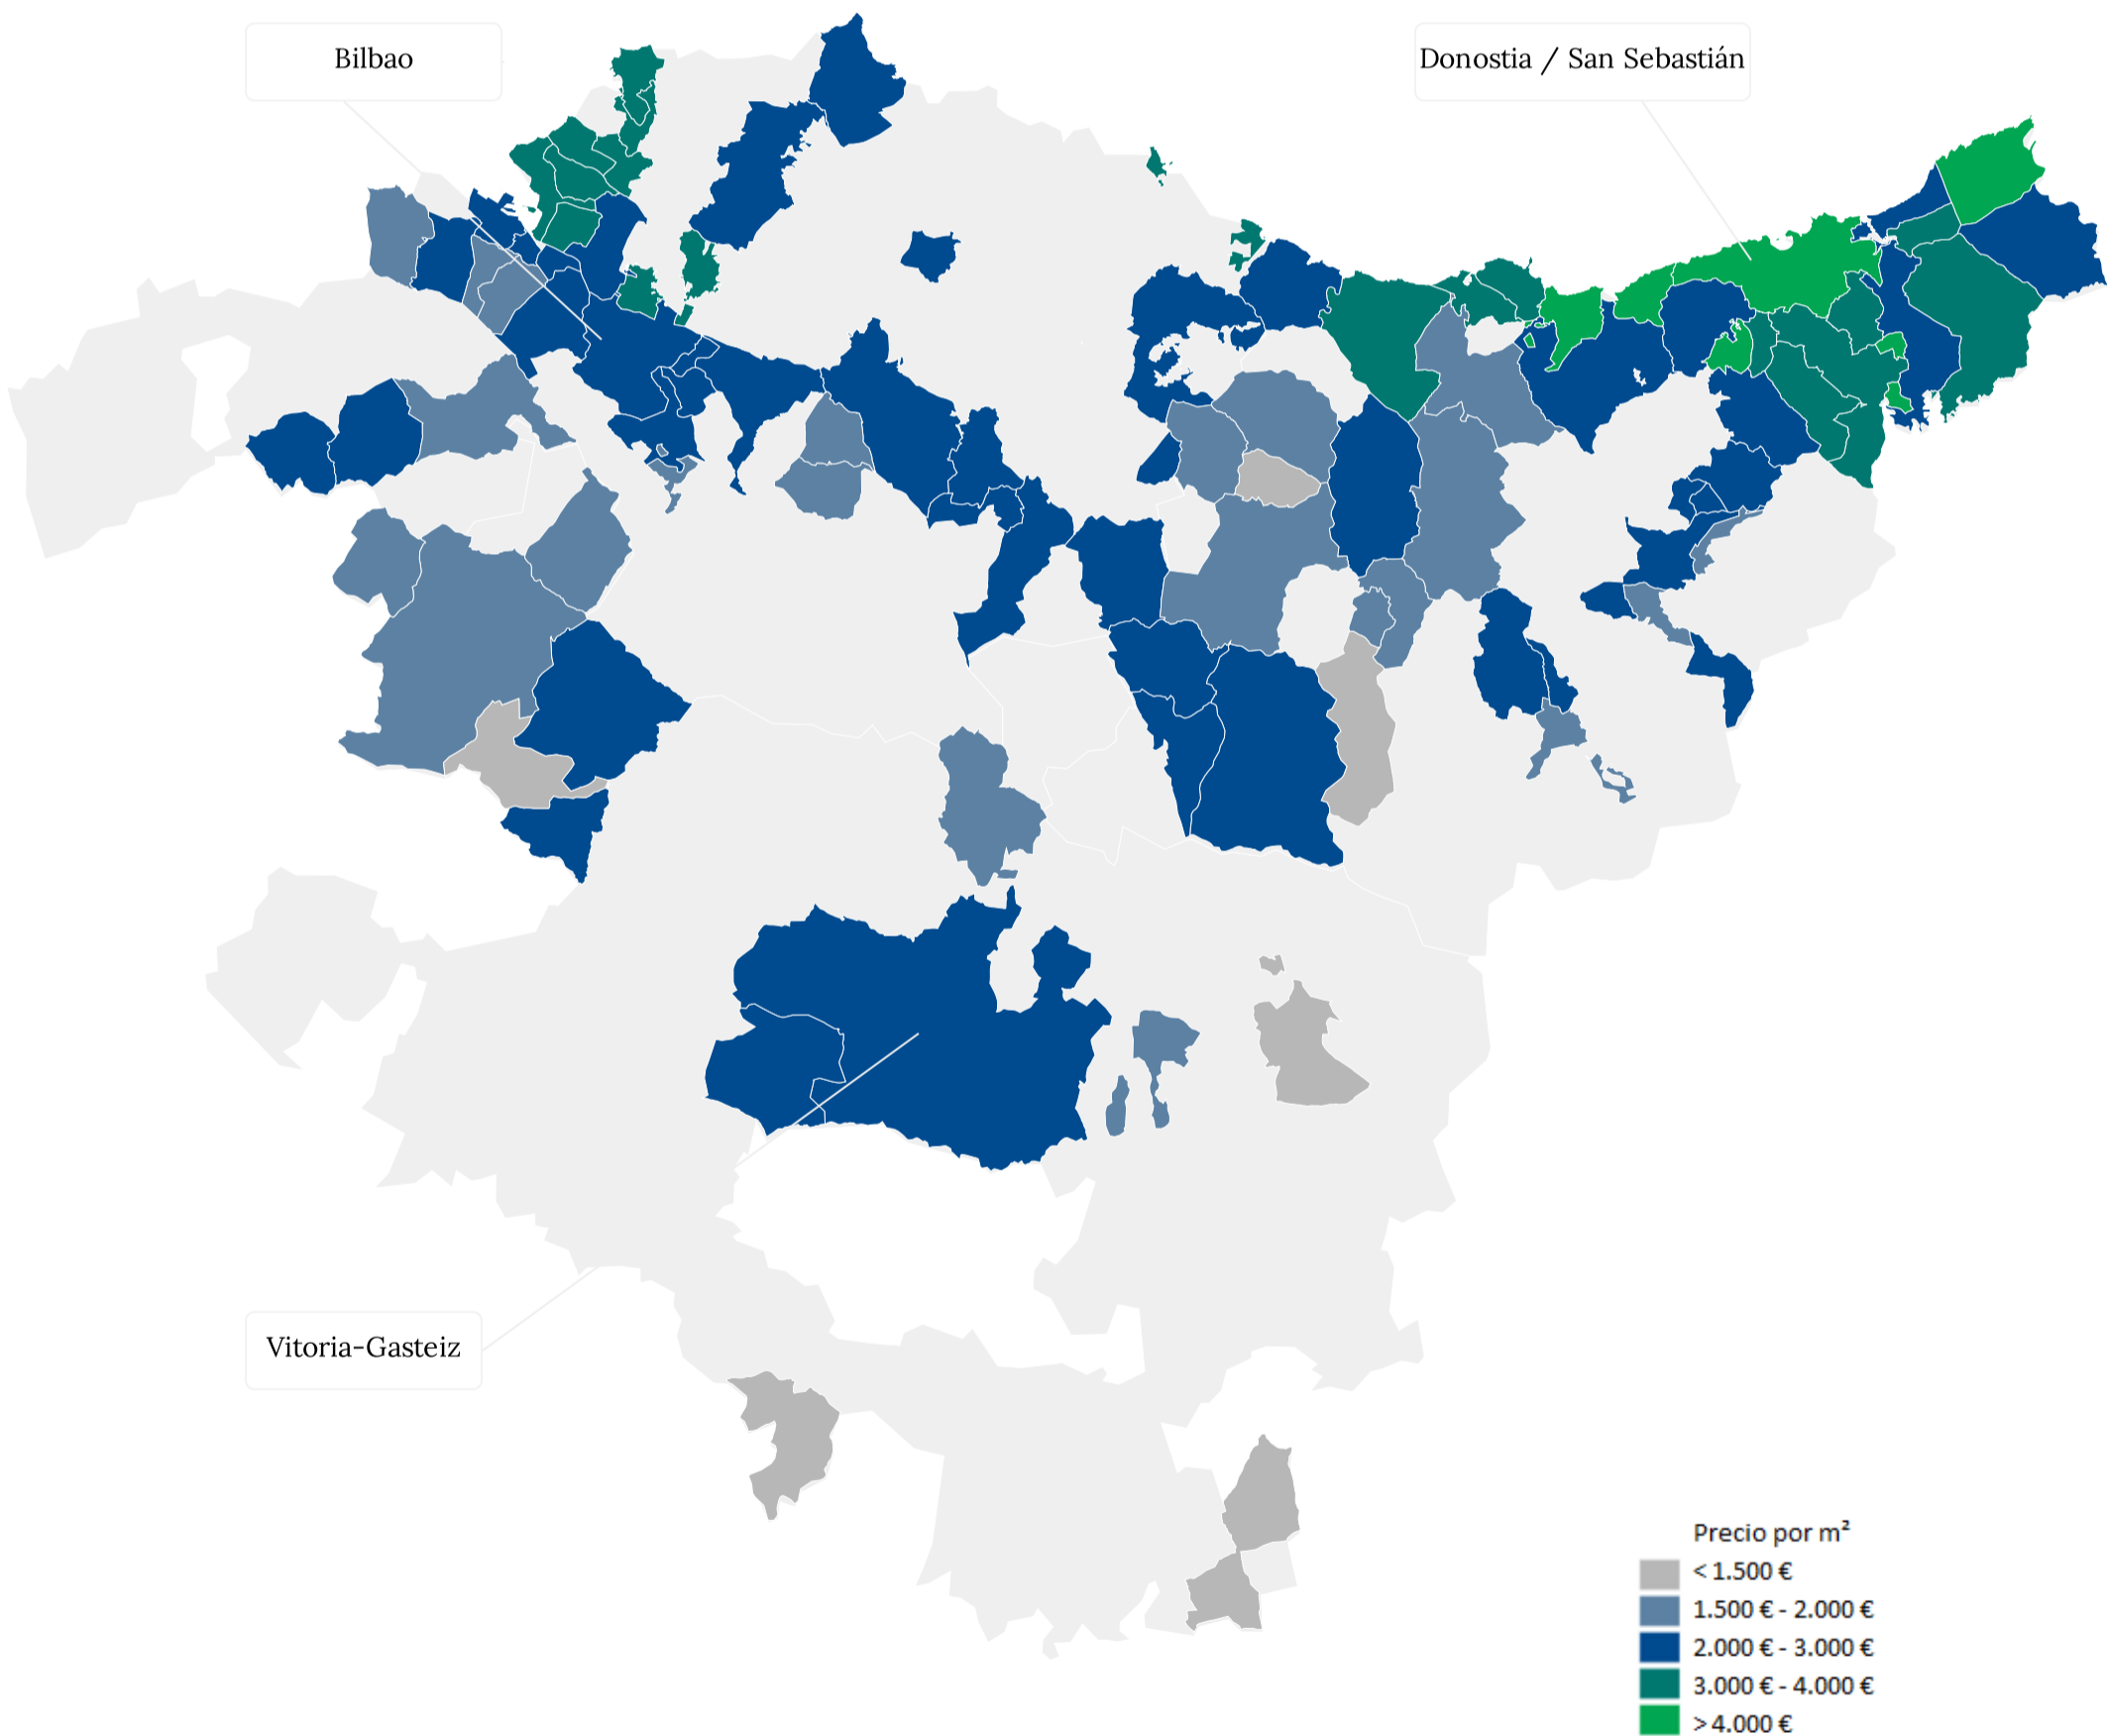 Bilbao
Donostia / San Sebastián
Vitoria-Gasteiz
Precio por m²
< 1.500 €
1.500 € - 2.000 €
2.000 € - 3.000 €
3.000 € - 4.000 €
> 4.000 €